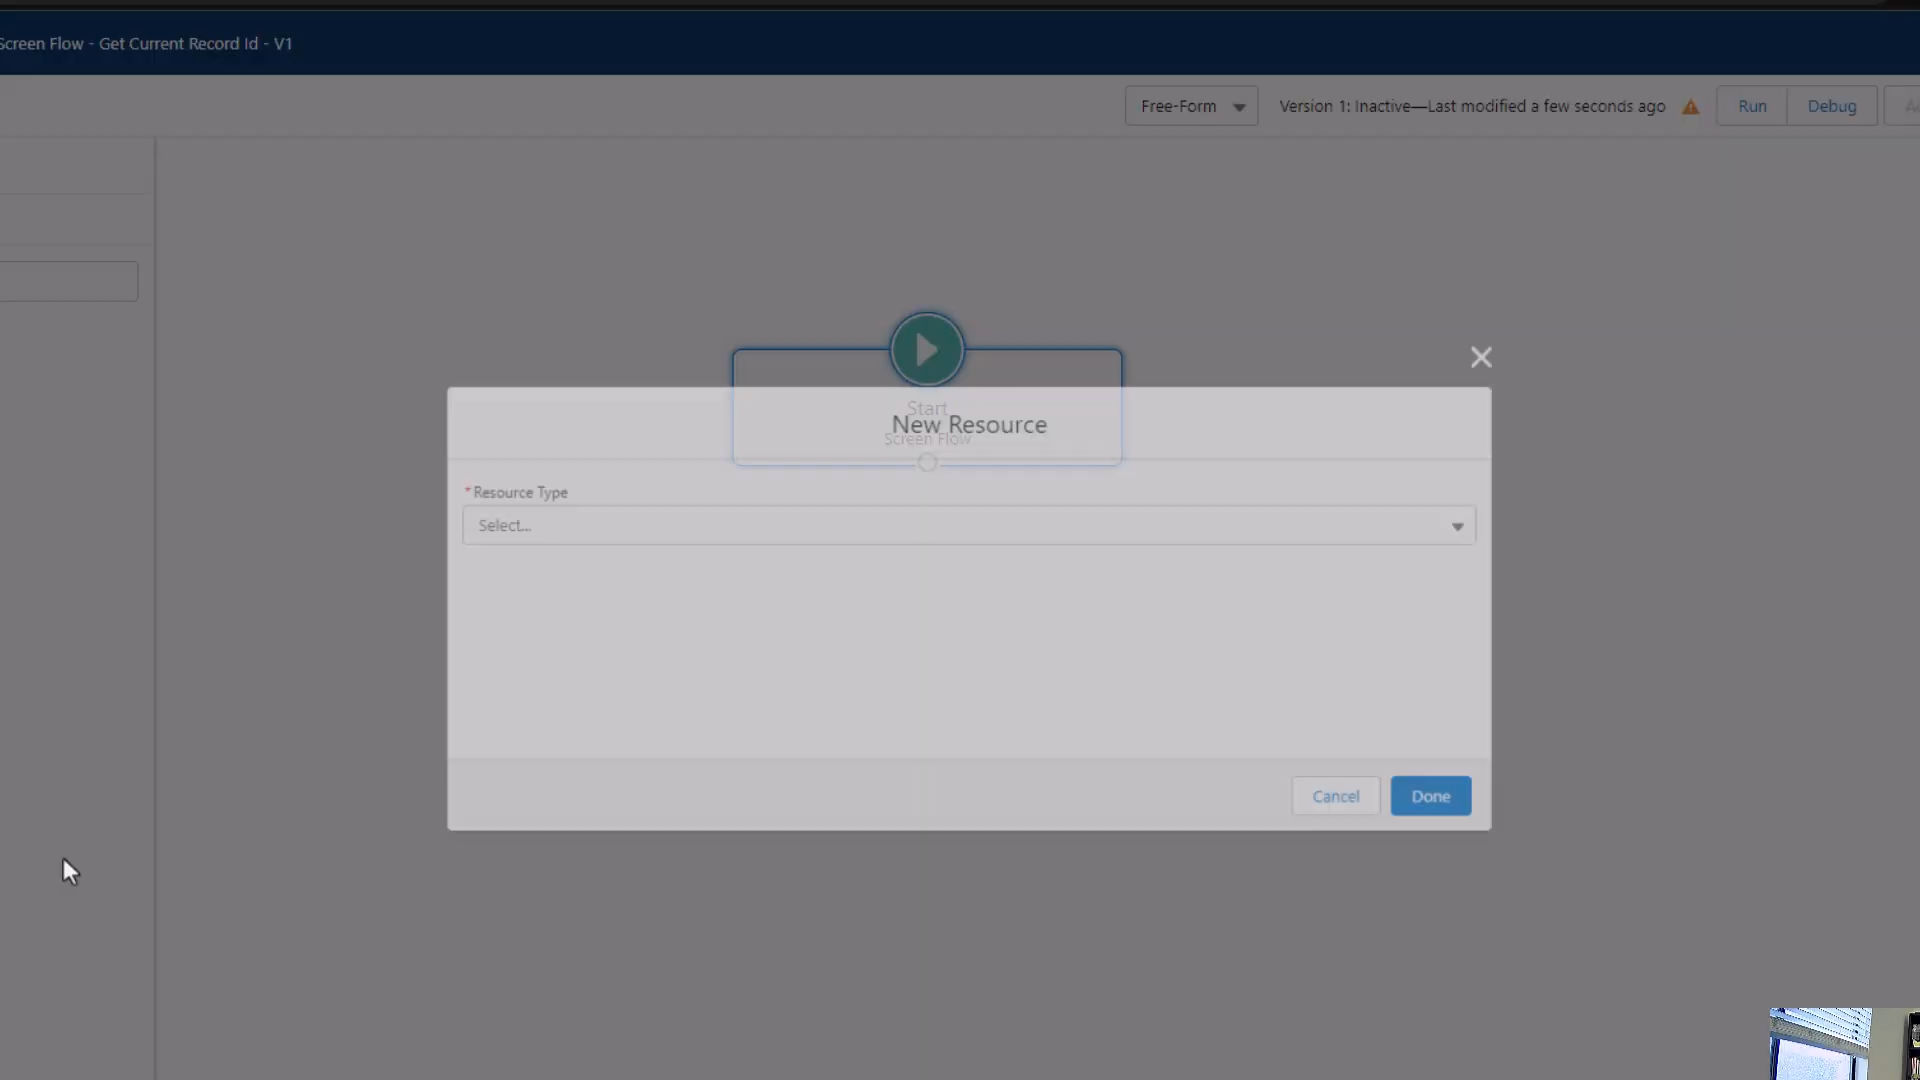 Screen Flow - Get Current Record Id - V1
Free-Form
Version 1: Inactive—Last modified a few seconds ago
Run
Debug
Start
New Resource
Screen Flow
* Resource Type
Select...
Cancel
Done